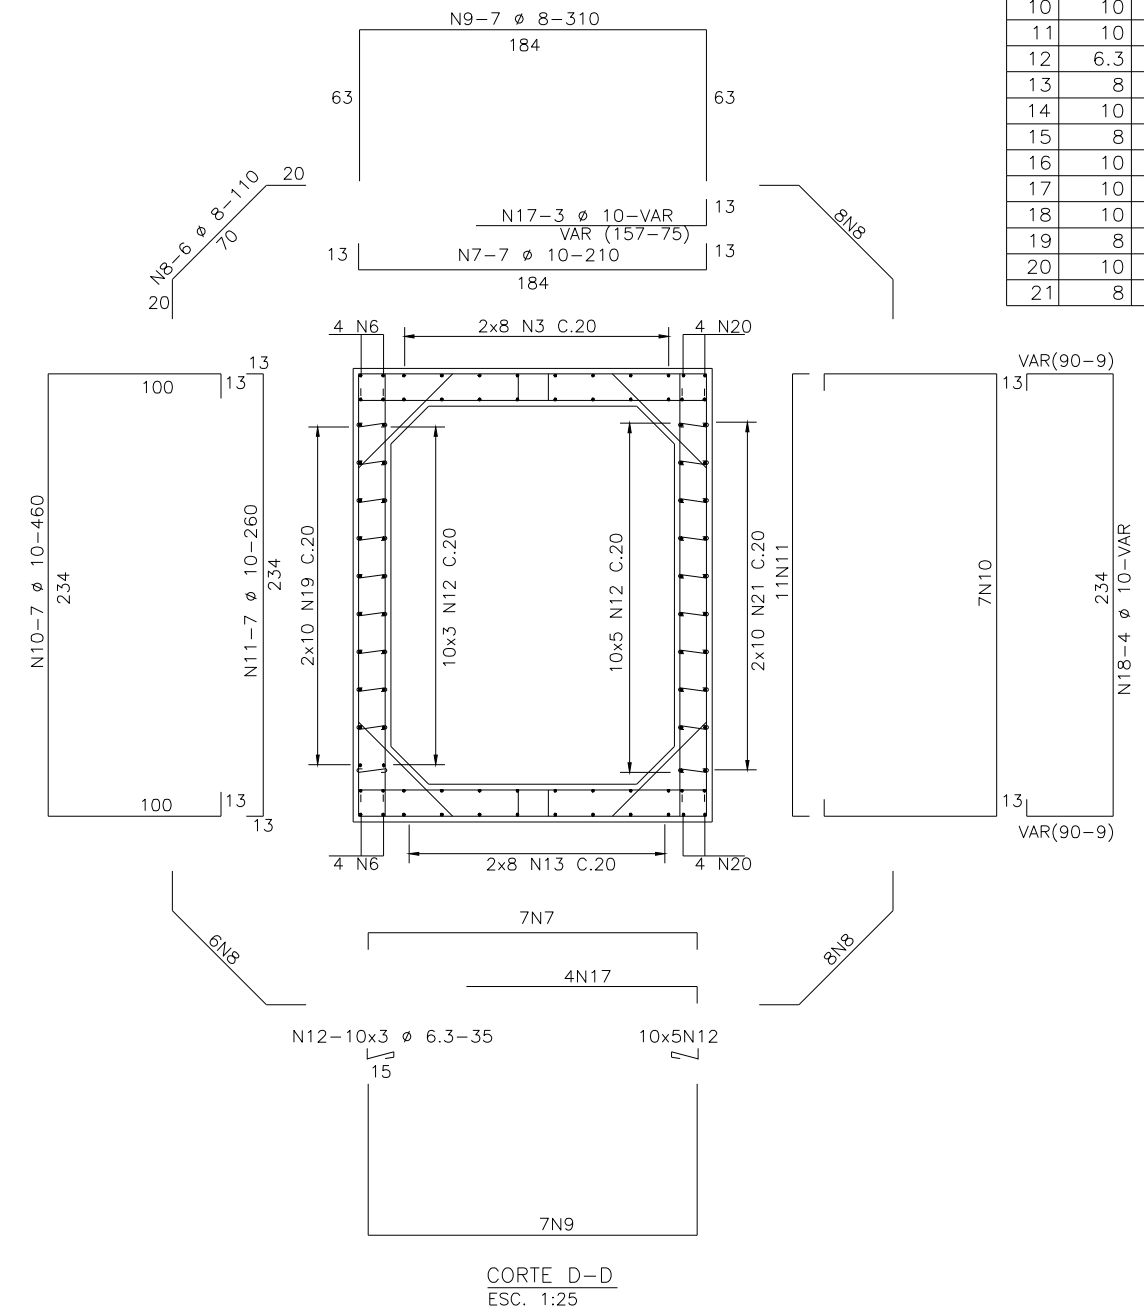 N9-7 ø 8-310
184
63
63
10 10
11 10
12 6.3
13 8
14 10
15 8
16 10
17 10
18 10
19 8
20 10
21 8
20
N8-6 ø 8-110
70
20
N17-3 ø 10-VAR
VAR (157-75)
13
13
N7-7 ø 10-210
13
184
8N8
4 N6
2x8 N3 C.20
4 N20
13
100
13
VAR(90-9)
13
N10-7 ø 10-460
234
N11-7 ø 10-260
234
2x10 N19 C.20
10x3 N12 C.20
10x5 N12 C.20
2x10 N21 C.20
11N11
7N10
234
N18-4 ø 10-VAR
100
13
13
13
VAR(90-9)
4 N6
2x8 N13 C.20
4 N20
7N7
6N8
8N8
4N17
N12-10x3 ø 6.3-35
10x5N12
15
7N9
CORTE D-D
ESC. 1:25